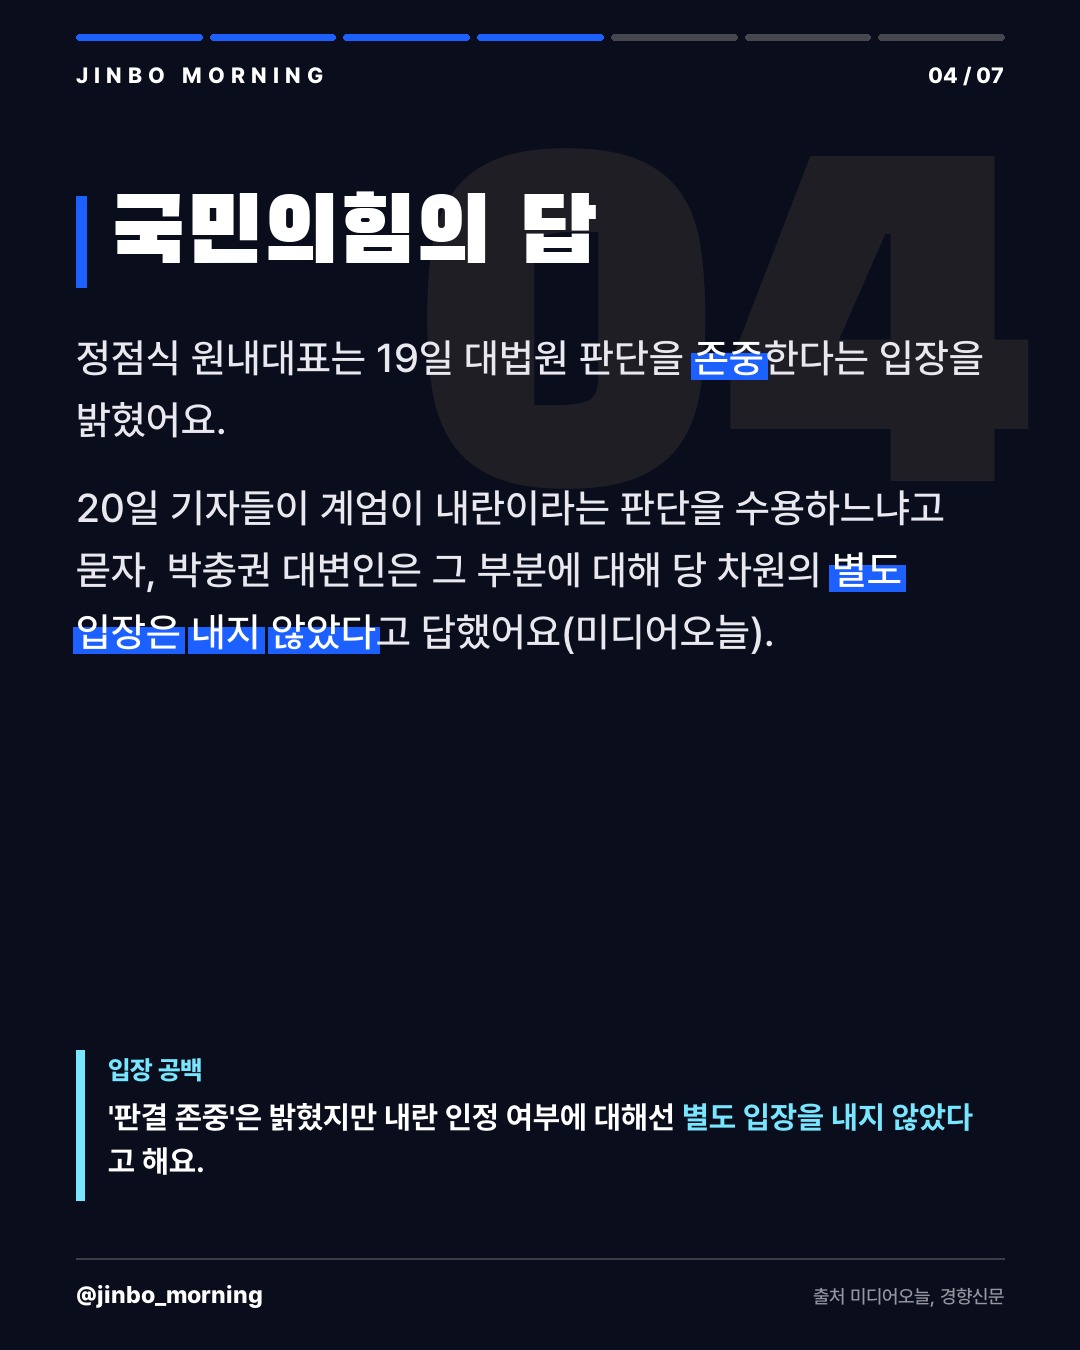 JINBO MORNING
04 / 07
04
국민의힘의 답
정점식 원내대표는 19일 대법원 판단을 존중한다는 입장을
밝혔어요.
20일 기자들이 계엄이 내란이라는 판단을 수용하느냐고
묻자, 박충권 대변인은 그 부분에 대해 당 차원의 별도
입장은 내지 않았다고 답했어요(미디어오늘).
입장 공백
'판결 존중'은 밝혔지만 내란 인정 여부에 대해선 별도 입장을 내지 않았다
고 해요.
@jinbo_morning
출처 미디어오늘, 경향신문